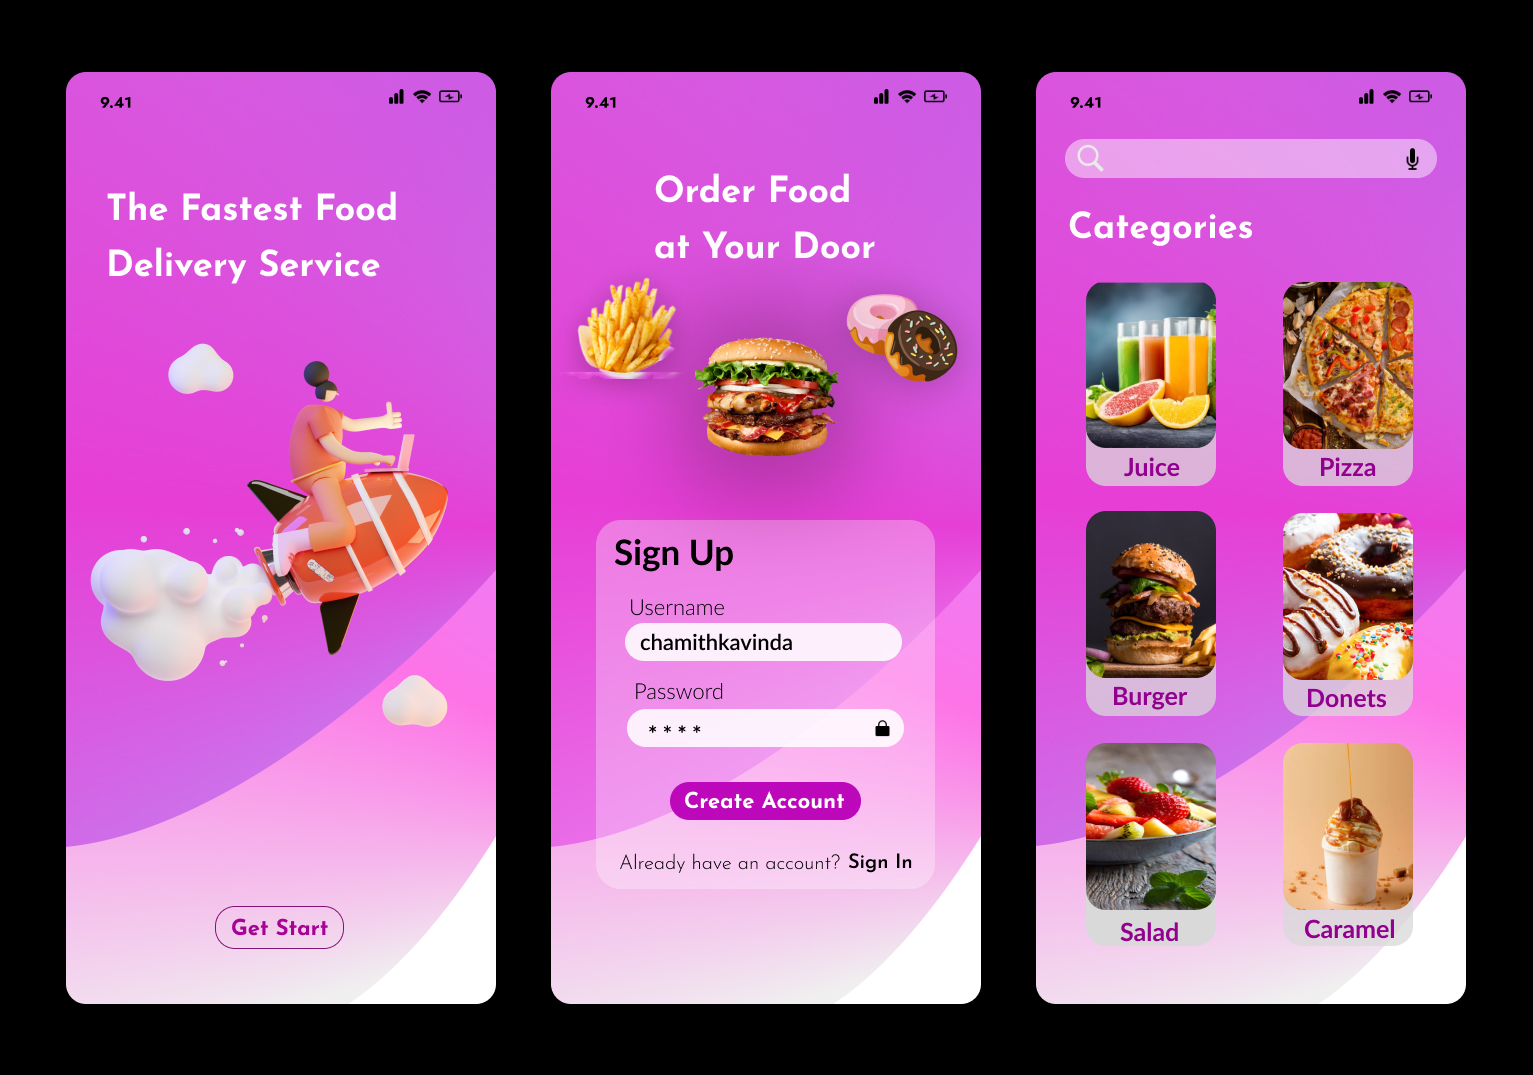 9.41
The Fastest Food
Delivery Service
Get Start
9.41
Order Food
at Your Door
Sign Up
Username
chamithkavinda
Password
* * * *
Create Account
Already have an account? Sign In
9.41
Categories
Juice
Pizza
Burger
Donets
Salad
Caramel